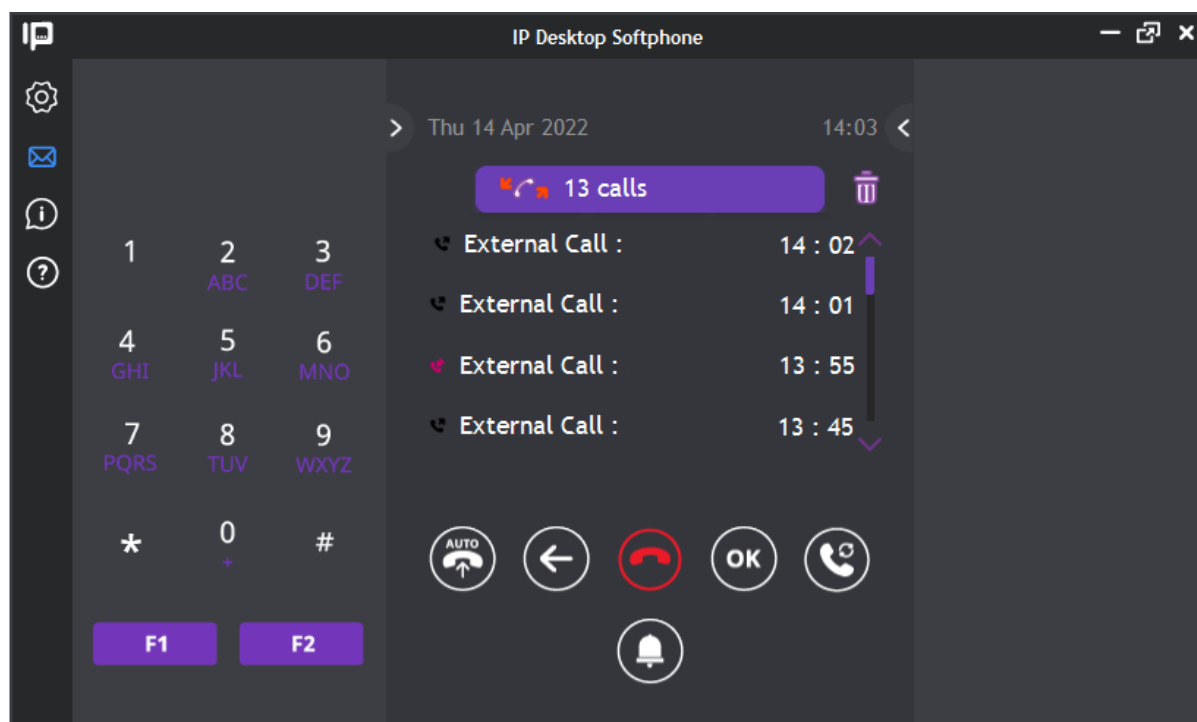 IP Desktop Softphone
Thu 14 Apr 2022 14:03
13 calls
External Call : 14 : 02
External Call : 14 : 01
External Call : 13 : 55
External Call : 13 : 45
1 2 3
ABC DEF
4 5 6
GHI JKL MNO
7 8 9
PQRS TUV WXYZ
* 0 #
+
F1 F2
AUTO OK